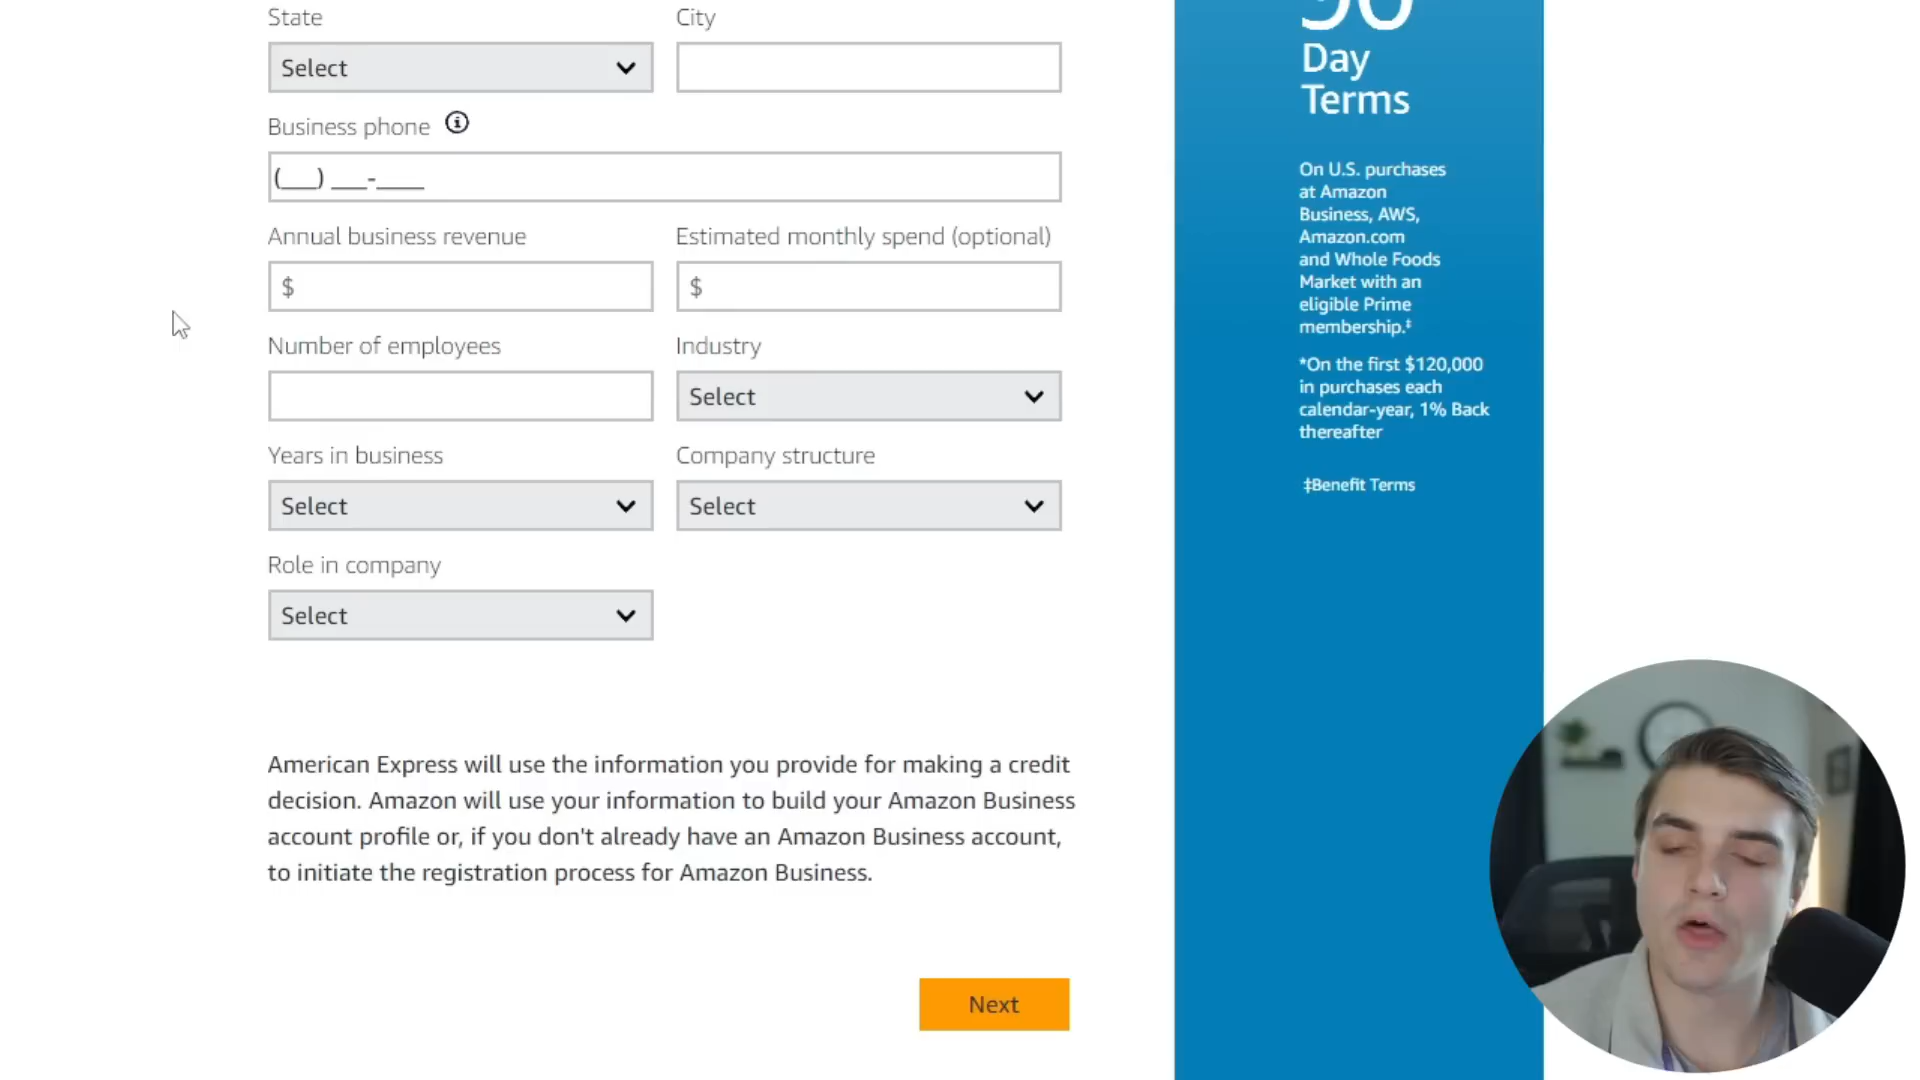 State
City
Select
Business phone
(___) ___-____
Annual business revenue
Estimated monthly spend (optional)
$
$
Number of employees
Industry
Select
Years in business
Company structure
Select
Select
Role in company
Select
American Express will use the information you provide for making a credit
decision. Amazon will use your information to build your Amazon Business
account profile or, if you don't already have an Amazon Business account,
to initiate the registration process for Amazon Business.
Next
90
Day
Terms
On U.S. purchases
at Amazon
Business, AWS,
Amazon.com
and Whole Foods
Market with an
eligible Prime
membership.‡
*On the first $120,000
in purchases each
calendar-year, 1% Back
thereafter
‡Benefit Terms